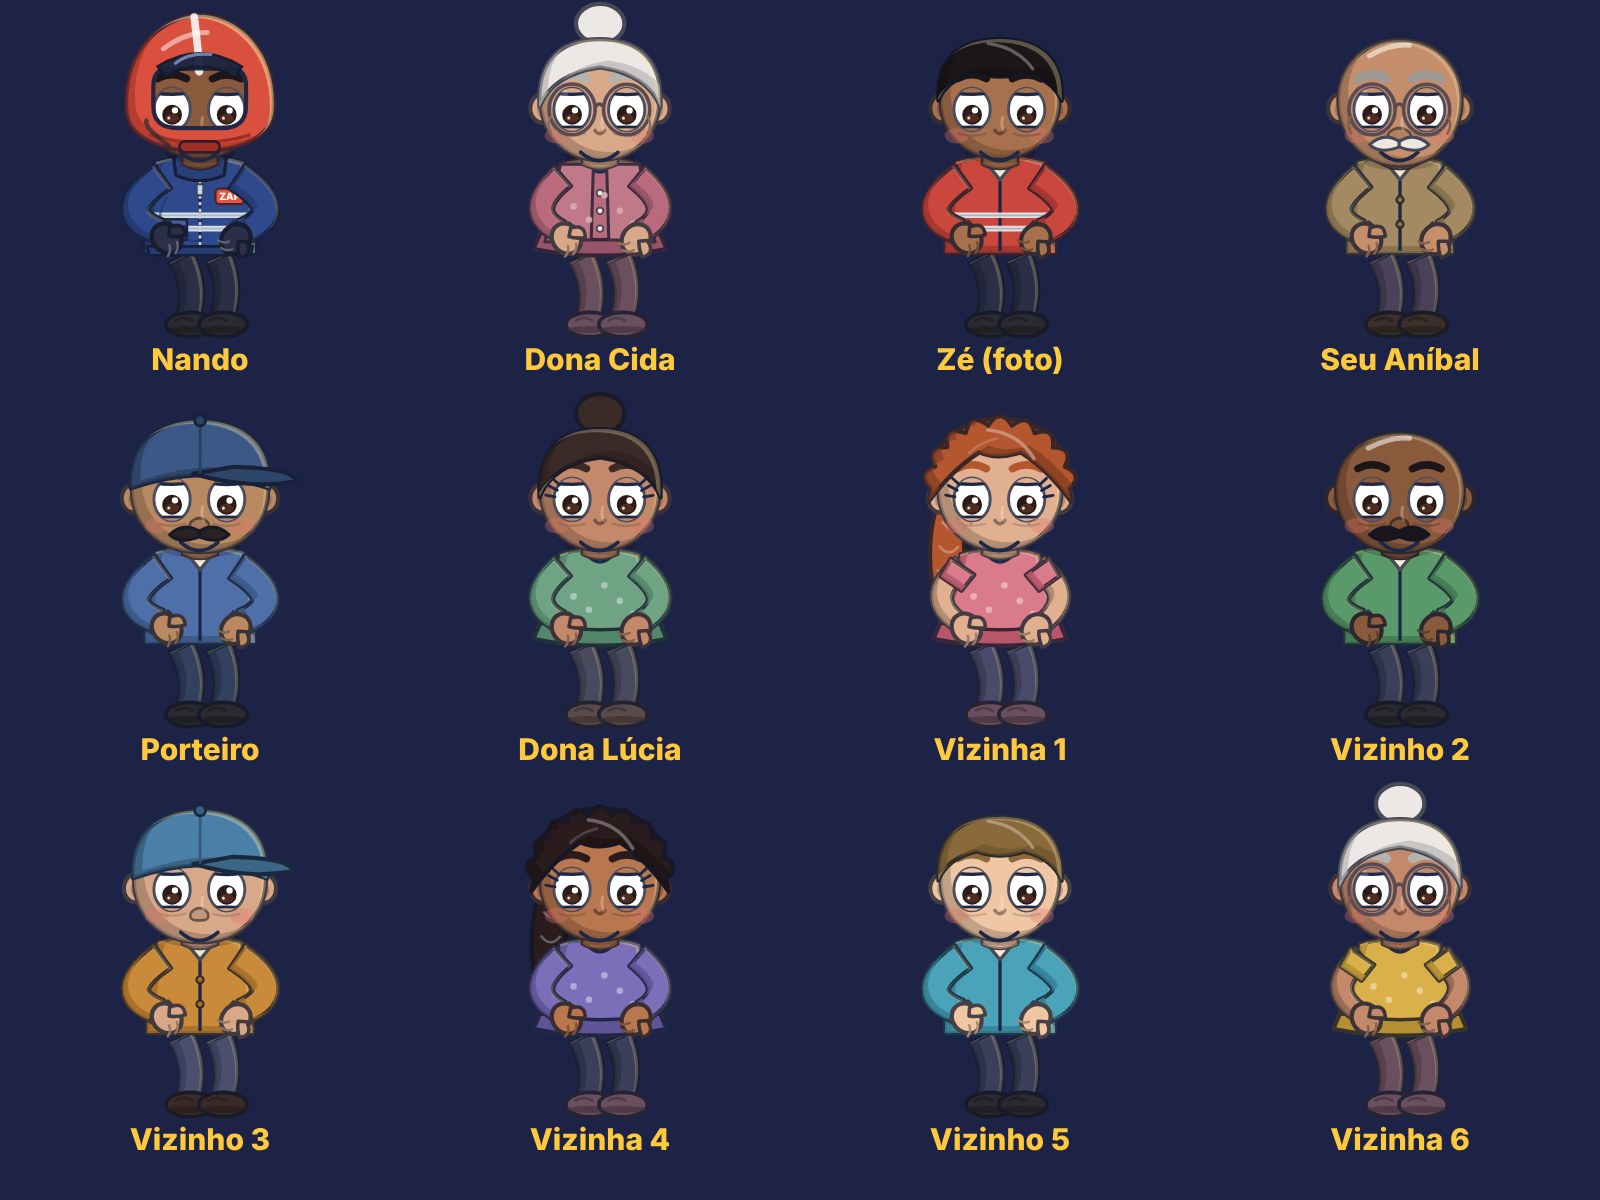 ZAP
Nando
Dona Cida
Zé (foto)
Seu Aníbal
Porteiro
Dona Lúcia
Vizinha 1
Vizinho 2
Vizinho 3
Vizinha 4
Vizinho 5
Vizinha 6